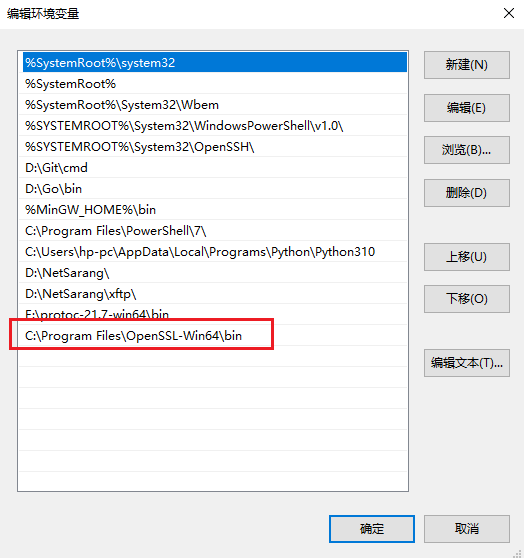 编辑环境变量
%SystemRoot%\system32
%SystemRoot%
%SystemRoot%\System32\Wbem
%SYSTEMROOT%\System32\WindowsPowerShell\v1.0\
%SYSTEMROOT%\System32\OpenSSH\
D:\Git\cmd
D:\Go\bin
%MinGW_HOME%\bin
C:\Program Files\PowerShell\7\
C:\Users\hp-pc\AppData\Local\Programs\Python\Python310
D:\NetSarang\
D:\NetSarang\xftp\
F:\protoc-21.7-win64\bin
C:\Program Files\OpenSSL-Win64\bin
新建(N)
编辑(E)
浏览(B)...
删除(D)
上移(U)
下移(O)
编辑文本(T)...
确定
取消